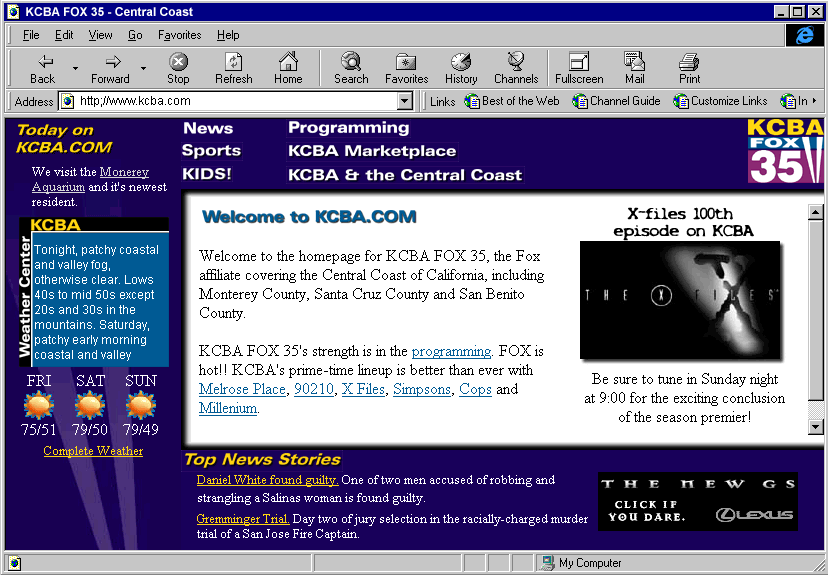 KCBA FOX 35 - Central Coast
File Edit View Go Favorites Help
Back Forward Stop Refresh Home Search Favorites History Channels Fullscreen Mail Print
Address http;//www.kcba.com Links Best of the Web Channel Guide Customize Links In
Today on
KCBA.COM
We visit the Monerey
Aquarium and it's newest
resident.
KCBA
Weather Center
Tonight, patchy coastal
and valley fog,
otherwise clear. Lows
40s to mid 50s except
20s and 30s in the
mountains. Saturday,
patchy early morning
coastal and valley
FRI SAT SUN
75/51 79/50 79/49
Complete Weather
News Programming
Sports KCBA Marketplace
KIDS! KCBA & the Central Coast
KCBA
FOX
35
Welcome to KCBA.COM
Welcome to the homepage for KCBA FOX 35, the Fox
affiliate covering the Central Coast of California, including
Monterey County, Santa Cruz County and San Benito
County.
KCBA FOX 35's strength is in the programming. FOX is
hot!! KCBA's prime-time lineup is better than ever with
Melrose Place, 90210, X Files, Simpsons, Cops and
Millenium.
X-files 100th
episode on KCBA
THE X FILES
Be sure to tune in Sunday night
at 9:00 for the exciting conclusion
of the season premier!
Top News Stories
Daniel White found guilty. One of two men accused of robbing and
strangling a Salinas woman is found guilty.
Gremminger Trial. Day two of jury selection in the racially-charged murder
trial of a San Jose Fire Captain.
THE NEW GS
CLICK IF
YOU DARE.
LEXUS
My Computer